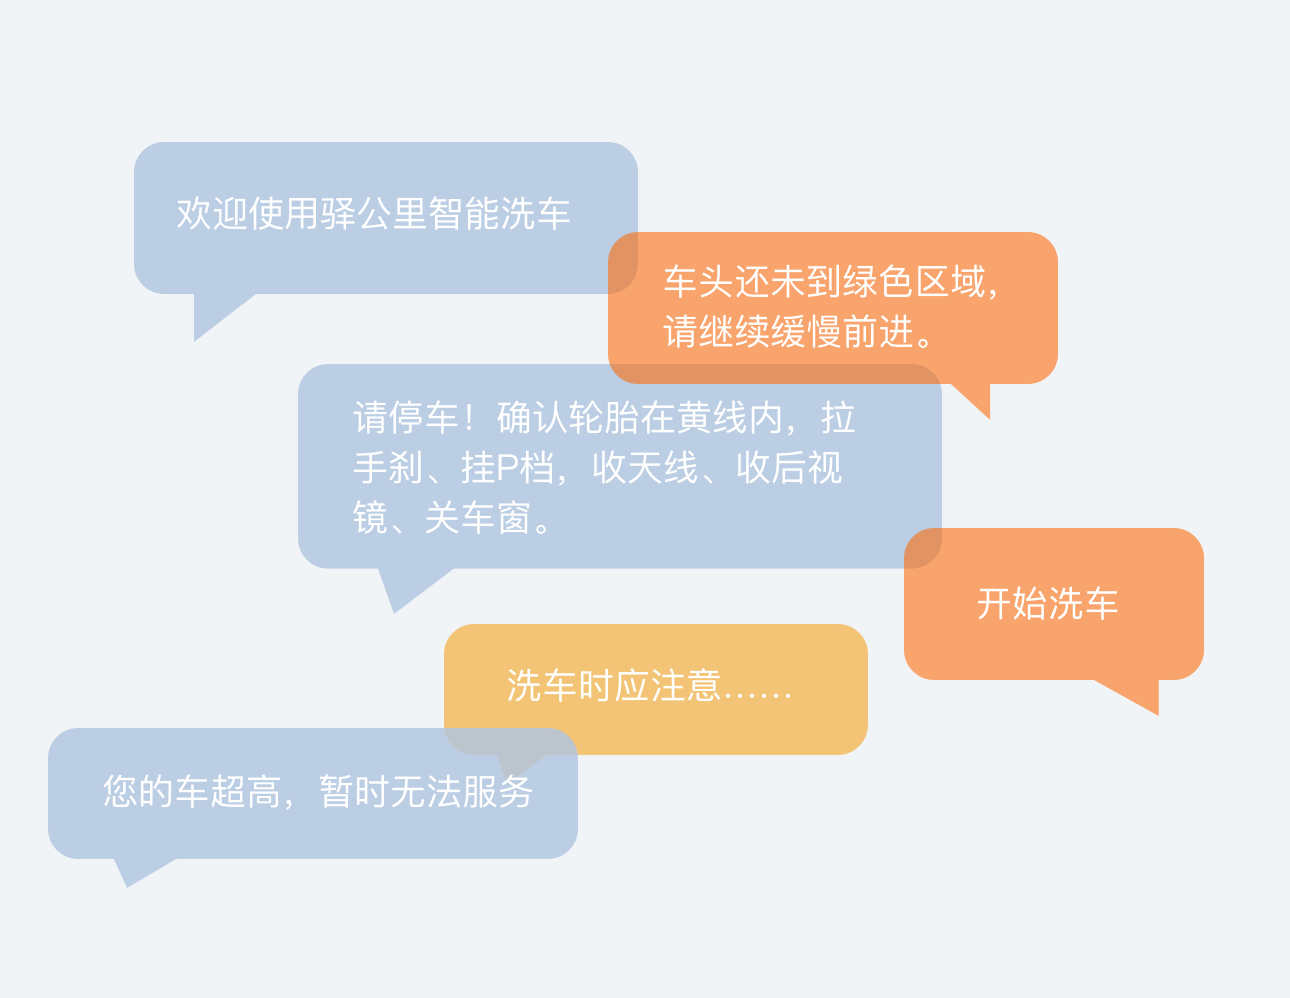 欢迎使用驿公里智能洗车
车头还未到绿色区域，
请继续缓慢前进。
请停车！确认轮胎在黄线内，拉
手刹、挂P档，收天线、收后视
镜、关车窗。
开始洗车
洗车时应注意……
您的车超高，暂时无法服务